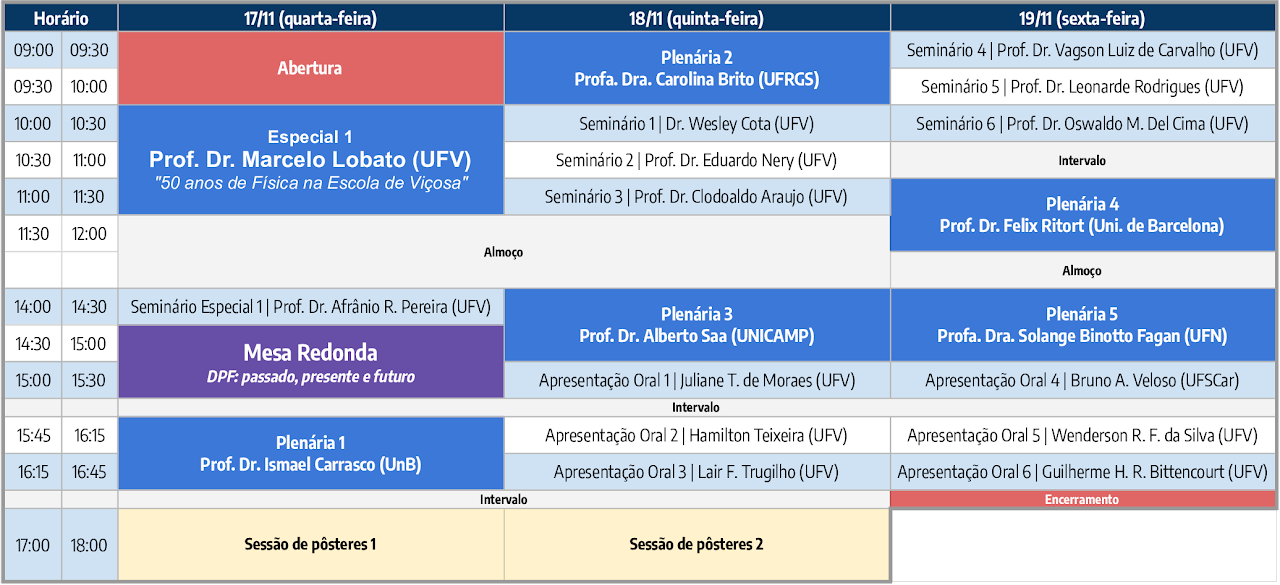 Horário 17/11 (quarta-feira) 18/11 (quinta-feira) 19/11 (sexta-feira)
09:00 09:30 Abertura Plenária 2 Seminário 4 | Prof. Dr. Vagson Luiz de Carvalho (UFV)
Profa. Dra. Carolina Brito (UFRGS)
09:30 10:00 Seminário 5 | Prof. Dr. Leonarde Rodrigues (UFV)
10:00 10:30 Especial 1 Seminário 1 | Dr. Wesley Cota (UFV) Seminário 6 | Prof. Dr. Oswaldo M. Del Cima (UFV)
10:30 11:00 Prof. Dr. Marcelo Lobato (UFV) Seminário 2 | Prof. Dr. Eduardo Nery (UFV) Intervalo
11:00 11:30 "50 anos de Física na Escola de Viçosa" Seminário 3 | Prof. Dr. Clodoaldo Araujo (UFV) Plenária 4
11:30 12:00 Prof. Dr. Felix Ritort (Uni. de Barcelona)
Almoço
Almoço
14:00 14:30 Seminário Especial 1 | Prof. Dr. Afrânio R. Pereira (UFV) Plenária 3 Plenária 5
14:30 15:00 Mesa Redonda Prof. Dr. Alberto Saa (UNICAMP) Profa. Dra. Solange Binotto Fagan (UFN)
15:00 15:30 DPF: passado, presente e futuro Apresentação Oral 1 | Juliane T. de Moraes (UFV) Apresentação Oral 4 | Bruno A. Veloso (UFSCar)
Intervalo
15:45 16:15 Plenária 1 Apresentação Oral 2 | Hamilton Teixeira (UFV) Apresentação Oral 5 | Wenderson R. F. da Silva (UFV)
16:15 16:45 Prof. Dr. Ismael Carrasco (UnB) Apresentação Oral 3 | Lair F. Trugilho (UFV) Apresentação Oral 6 | Guilherme H. R. Bittencourt (UFV)
Intervalo Encerramento
17:00 18:00 Sessão de pôsteres 1 Sessão de pôsteres 2